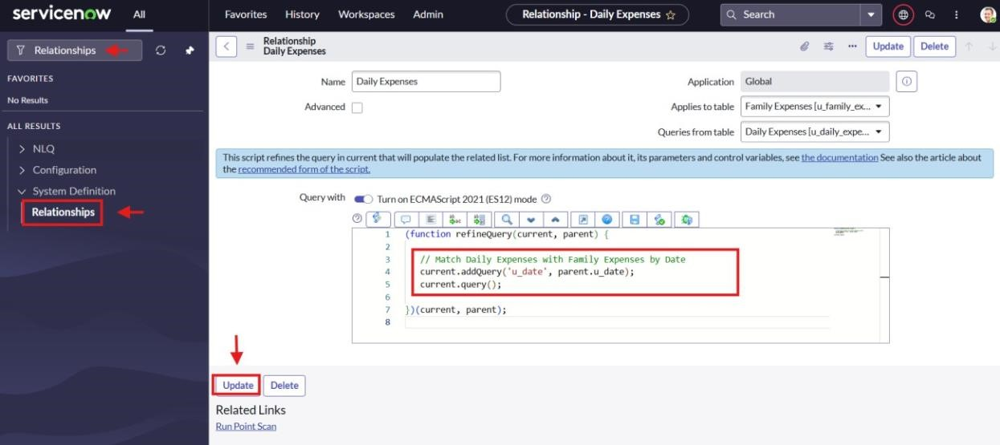 servicenow
All
Favorites
History
Workspaces
Admin
Relationship - Daily Expenses
Search
Relationships
FAVORITES
No Results
ALL RESULTS
NLQ
Configuration
System Definition
Relationships
Relationship
Daily Expenses
Update
Delete
Name
Daily Expenses
Application
Global
Advanced
Applies to table
Family Expenses [u_family_ex...
Queries from table
Daily Expenses [u_daily_expe...
This script refines the query in current that will populate the related list. For more information about it, its parameters and control variables, see the documentation See also the article about
the recommended form of the script.
Query with
Turn on ECMAScript 2021 (ES12) mode
1 (function refineQuery(current, parent) {
2
3 // Match Daily Expenses with Family Expenses by Date
4 current.addQuery('u_date', parent.u_date);
5 current.query();
6
7 })(current, parent);
8
Update
Delete
Related Links
Run Point Scan